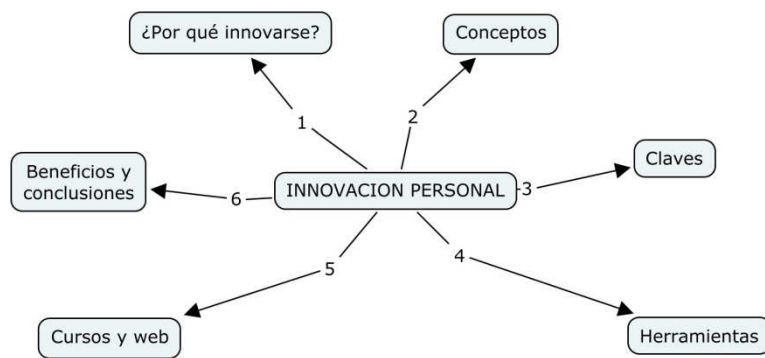 ¿Por qué innovarse?
Conceptos
1
2
Beneficios y
conclusiones
Claves
INNOVACION PERSONAL
3
6
4
5
Cursos y web
Herramientas